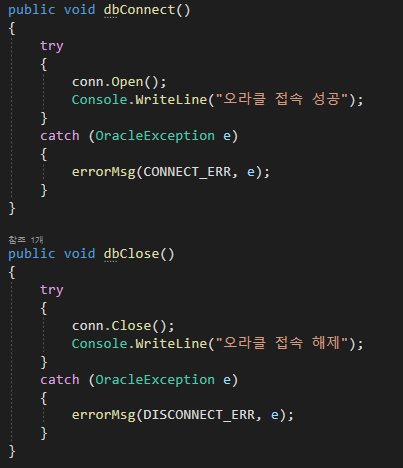 public void dbConnect()
{
    try
    {
        conn.Open();
        Console.WriteLine("오라클 접속 성공");
    }
    catch (OracleException e)
    {
        errorMsg(CONNECT_ERR, e);
    }
}
참조 1개
public void dbClose()
{
    try
    {
        conn.Close();
        Console.WriteLine("오라클 접속 해제");
    }
    catch (OracleException e)
    {
        errorMsg(DISCONNECT_ERR, e);
    }
}